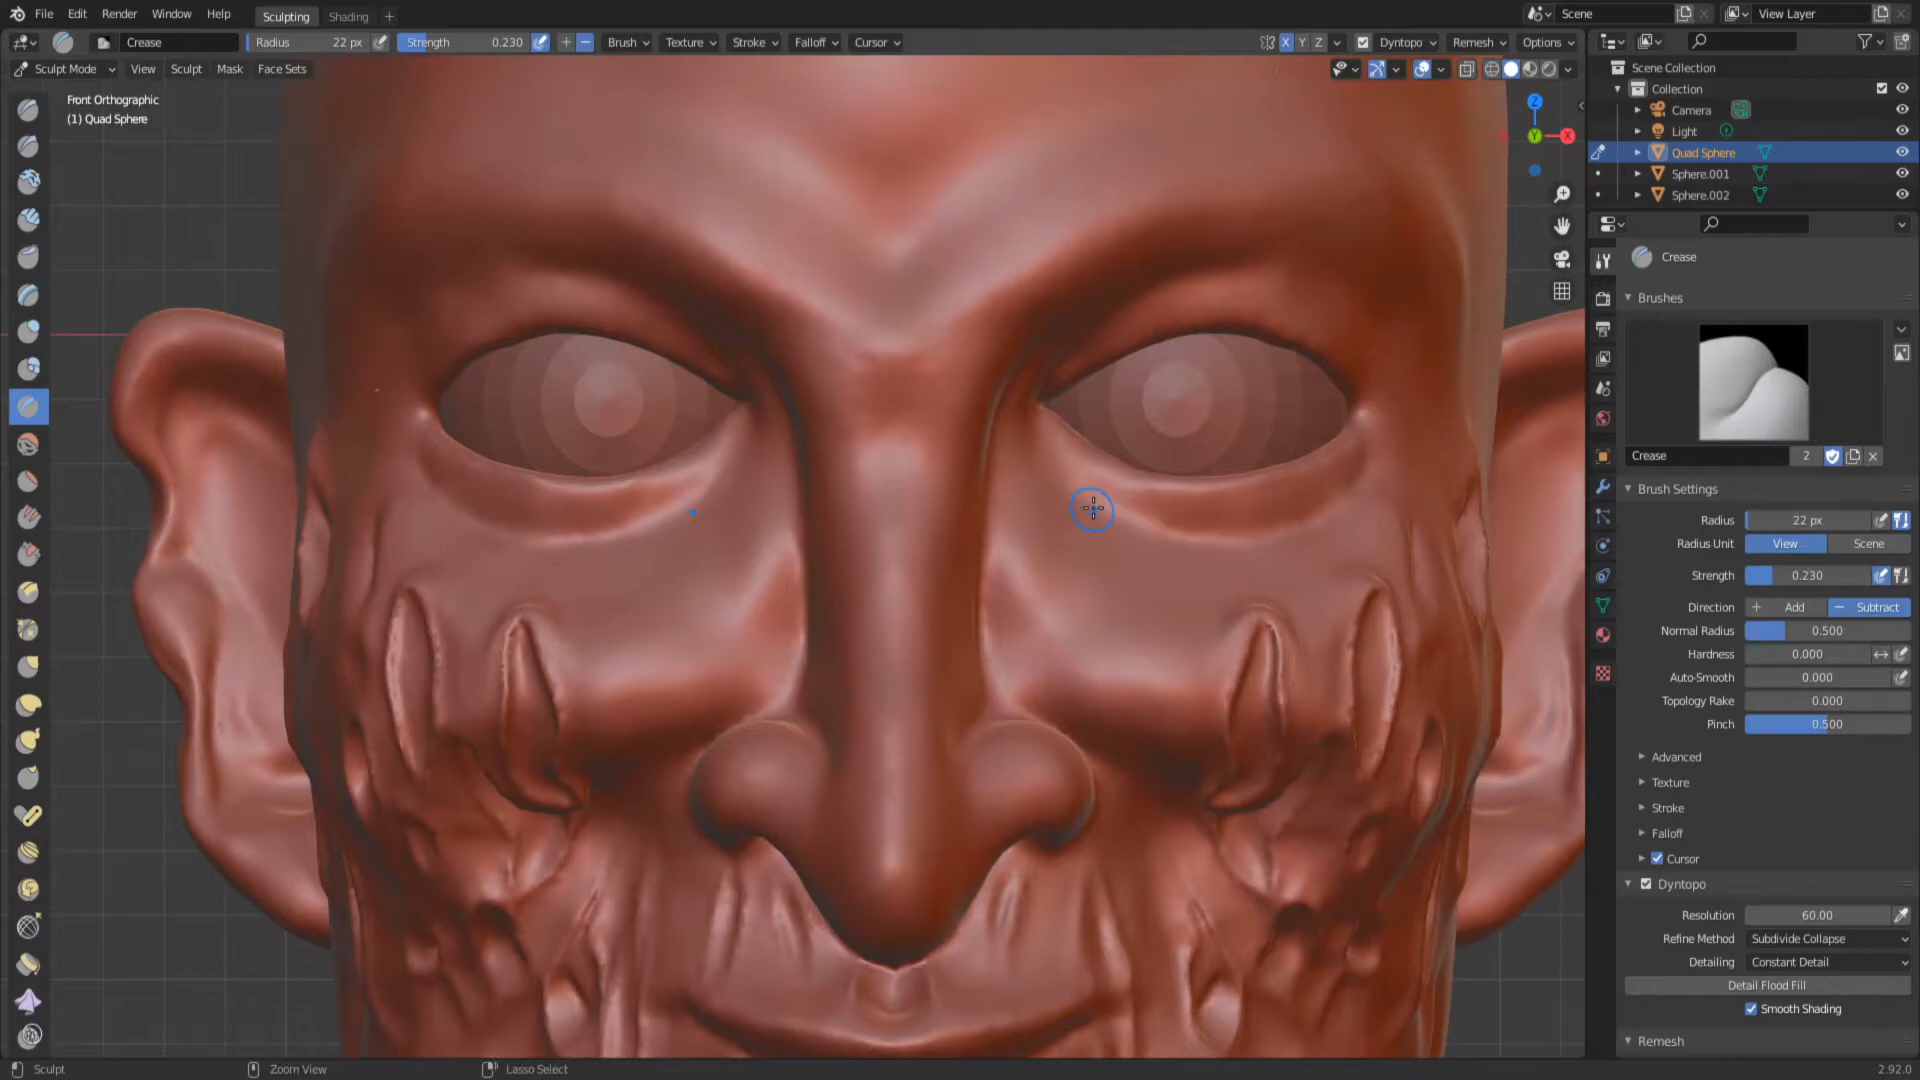 File Edit Render Window Help Sculpting Shading + Scene View Layer
Crease Radius 22 px Strength 0.230 Brush Texture Stroke Falloff Cursor X Y Z Dyntopo Remesh Options
Sculpt Mode View Sculpt Mask Face Sets
Front Orthographic
(1) Quad Sphere
Z
Y
X
Scene Collection
Collection
Camera
Light
Quad Sphere
Sphere.001
Sphere.002
Crease
Brushes
Crease 2
Brush Settings
Radius 22 px
Radius Unit View Scene
Strength 0.230
Direction + Add − Subtract
Normal Radius 0.500
Hardness 0.000
Auto-Smooth 0.000
Topology Rake 0.000
Pinch 0.500
Advanced
Texture
Stroke
Falloff
Cursor
Dyntopo
Resolution 60.00
Refine Method Subdivide Collapse
Detailing Constant Detail
Detail Flood Fill
Smooth Shading
Remesh
Sculpt Zoom View Lasso Select 2.92.0